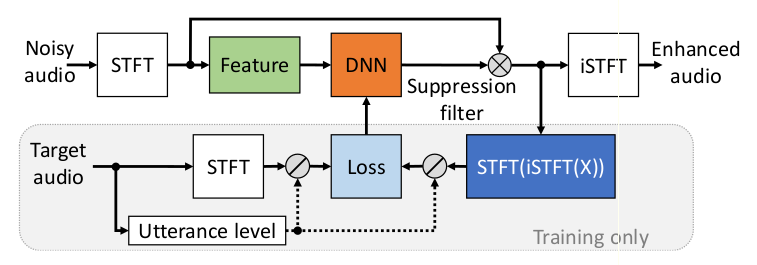 Noisy
audio
STFT
Feature
DNN
Suppression
filter
iSTFT
Enhanced
audio
Target
audio
STFT
Loss
STFT(iSTFT(X))
Utterance level
Training only